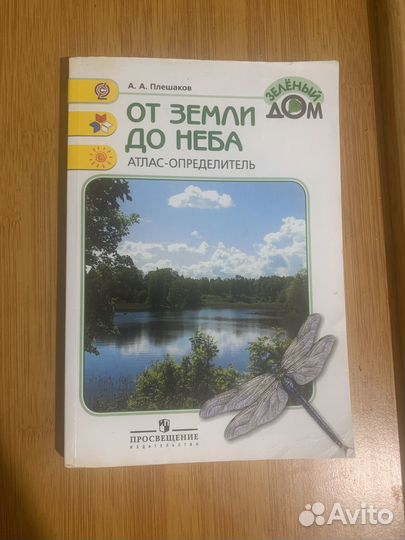 А. А. Плешаков
ЗЕЛЁНЫЙ
ДОМ
ОТ ЗЕМЛИ
ДО НЕБА
АТЛАС-ОПРЕДЕЛИТЕЛЬ
ПРОСВЕЩЕНИЕ
ИЗДАТЕЛЬСТВО
Avito